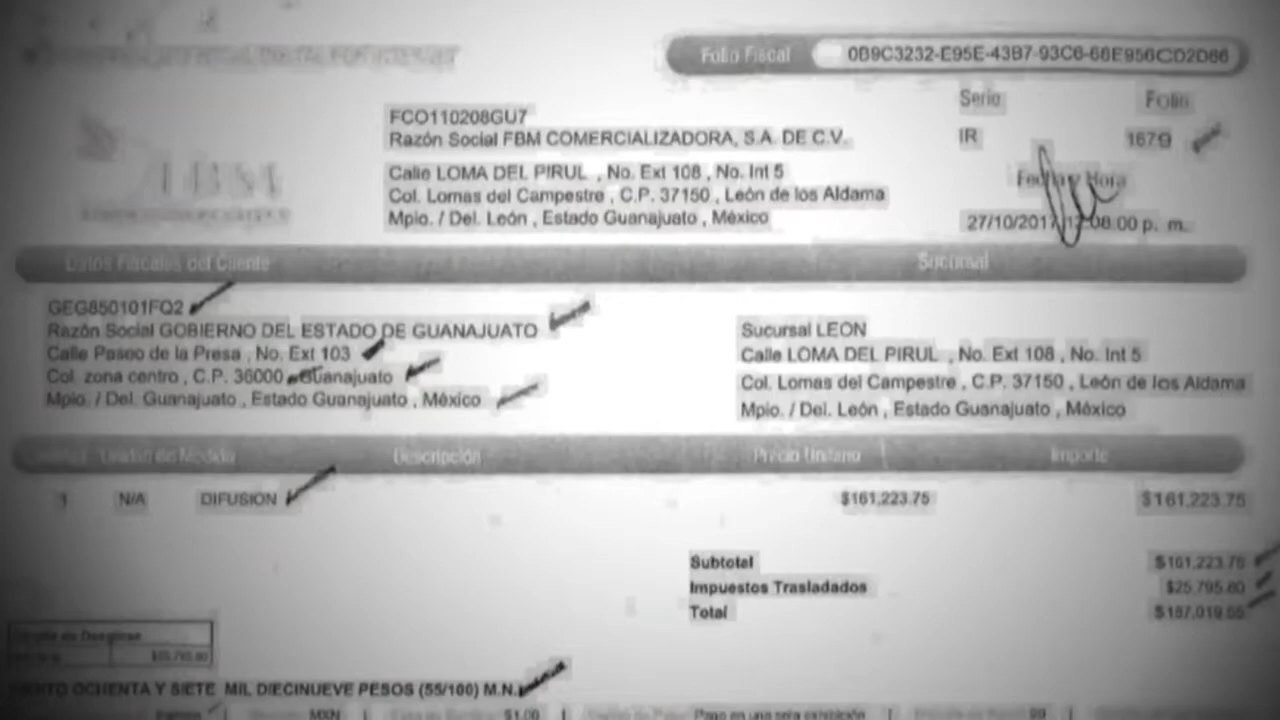 Folio Fiscal 0B9C3232-E95E-43B7-93C6-66E956CD2D66
FCO110208GU7
Razón Social FBM COMERCIALIZADORA, S.A. DE C.V.
Calle LOMA DEL PIRUL , No. Ext 108 , No. Int 5
Col. Lomas del Campestre , C.P. 37150 , León de los Aldama
Mpio. / Del. León , Estado Guanajuato , México
Serie Folio
IR 1679
Fecha y Hora
27/10/2017 12:08:00 p. m.
Datos Fiscales del Cliente Sucursal
GEG850101FQ2
Razón Social GOBIERNO DEL ESTADO DE GUANAJUATO
Calle Paseo de la Presa , No. Ext 103
Col. zona centro , C.P. 36000 , Guanajuato
Mpio. / Del. Guanajuato , Estado Guanajuato , México
Sucursal LEON
Calle LOMA DEL PIRUL , No. Ext 108 , No. Int 5
Col. Lomas del Campestre , C.P. 37150 , León de los Aldama
Mpio. / Del. León , Estado Guanajuato , México
Unidad de Medida Descripción Precio Unitario Importe
1 N/A DIFUSION $161,223.75 $161,223.75
Subtotal $161,223.75
Impuestos Trasladados $25,795.80
Total $187,019.55
$25,795.80
OCHENTA Y SIETE MIL DIECINUEVE PESOS (55/100) M.N.
MXN $1.00 Pago en una sola exhibición 99